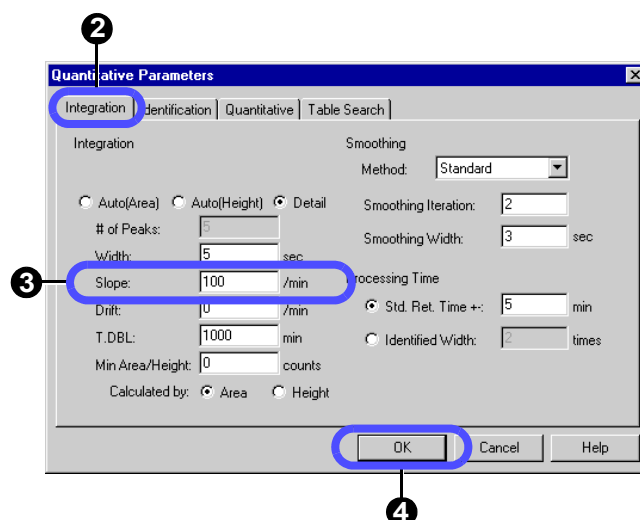 2
Quantitative Parameters
Integration Identification Quantitative Table Search
Integration
Auto(Area) Auto(Height) Detail
# of Peaks: 5
Width: 5 sec
3
Slope: 100 /min
Drift: 0 /min
T.DBL: 1000 min
Min Area/Height: 0 counts
Calculated by: Area Height
Smoothing
Method: Standard
Smoothing Iteration: 2
Smoothing Width: 3 sec
Processing Time
Std. Ret. Time +-: 5 min
Identified Width: 2 times
OK Cancel Help
4